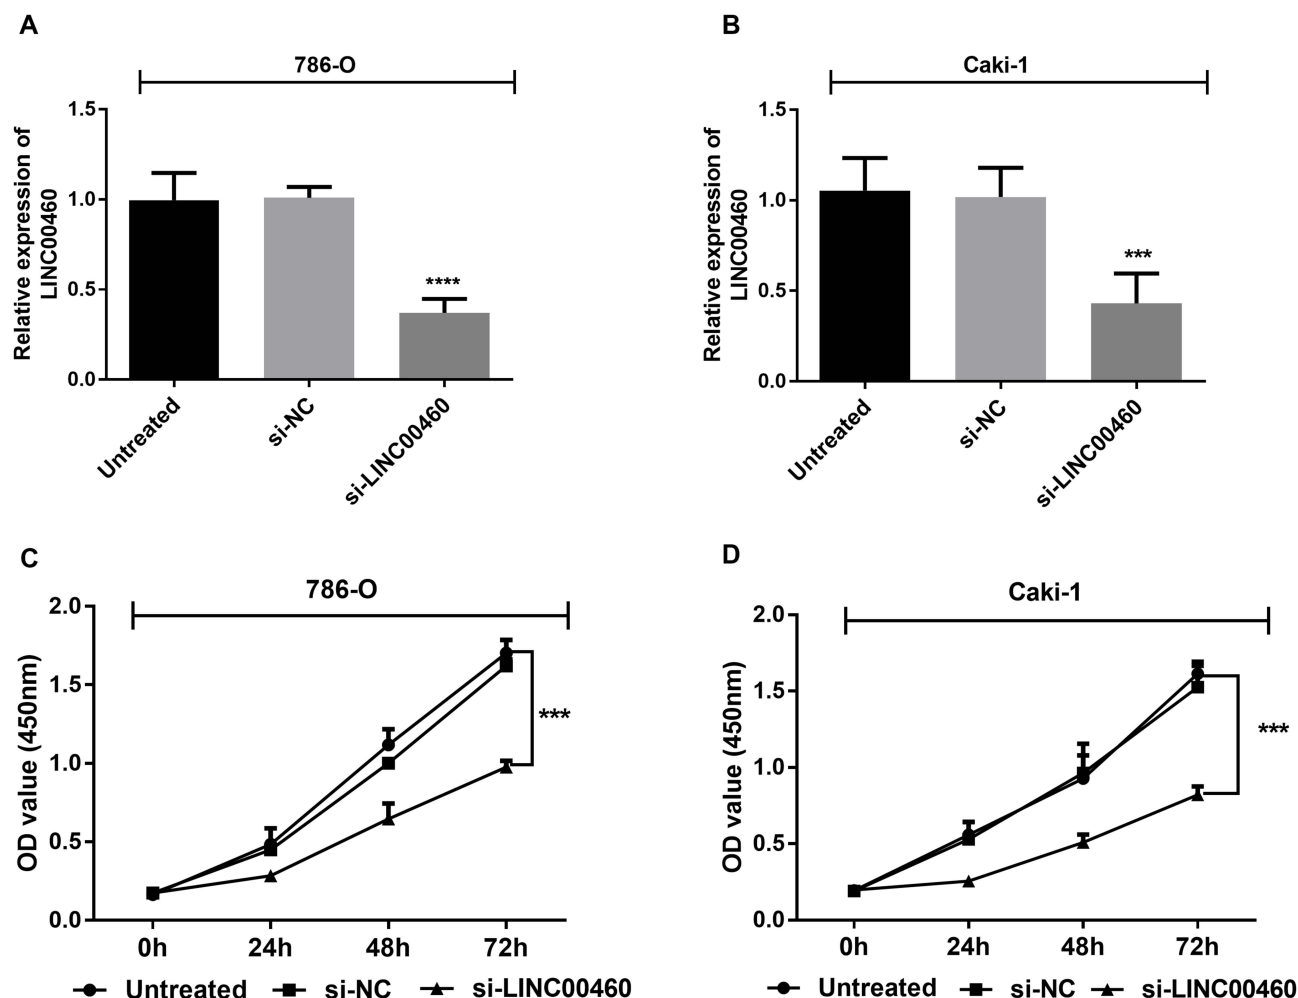 A
786-O
Relative expression of
LINC00460
1.5
1.0
0.5
0.0
****
Untreated
si-NC
si-LINC00460
B
Caki-1
Relative expression of
LINC00460
1.5
1.0
0.5
0.0
***
Untreated
si-NC
si-LINC00460
C
786-O
OD value (450nm)
2.0
1.5
1.0
0.5
0.0
***
0h 24h 48h 72h
Untreated si-NC si-LINC00460
D
Caki-1
OD value (450nm)
2.0
1.5
1.0
0.5
0.0
***
0h 24h 48h 72h
Untreated si-NC si-LINC00460